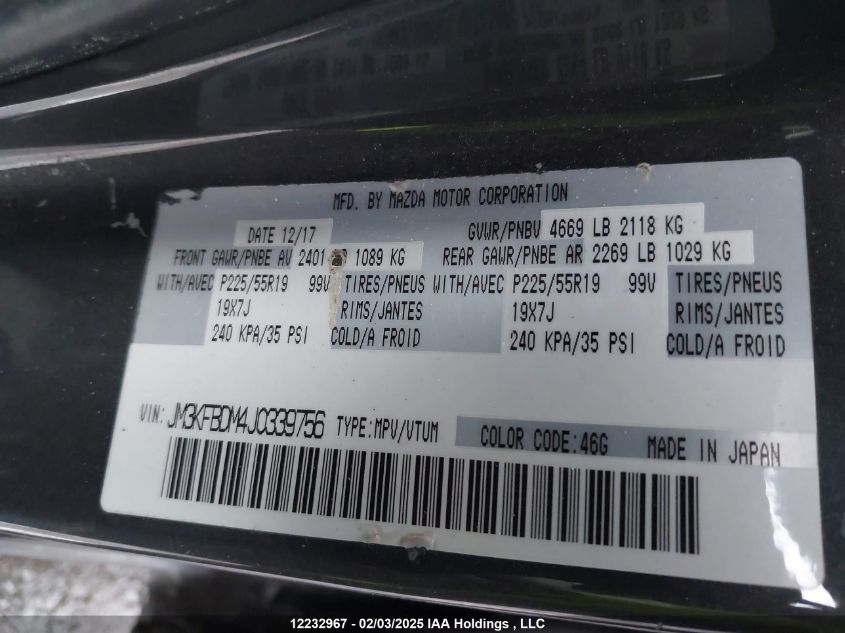 MFD. BY MAZDA MOTOR CORPORATION
DATE 12/17 GVWR/PNBV 4669 LB 2118 KG
FRONT GAWR/PNBE AV 2401 1089 KG REAR GAWR/PNBE AR 2269 LB 1029 KG
WITH/AVEC P225/55R19 99V TIRES/PNEUS WITH/AVEC P225/55R19 99V TIRES/PNEUS
19X7J RIMS/JANTES 19X7J RIMS/JANTES
240 KPA/35 PSI COLD/A FROID 240 KPA/35 PSI COLD/A FROID
VIN: JM3KFBDM4J0339756 TYPE:MPV/VTUM COLOR CODE:46G MADE IN JAPAN
12232967 - 02/03/2025 IAA Holdings , LLC